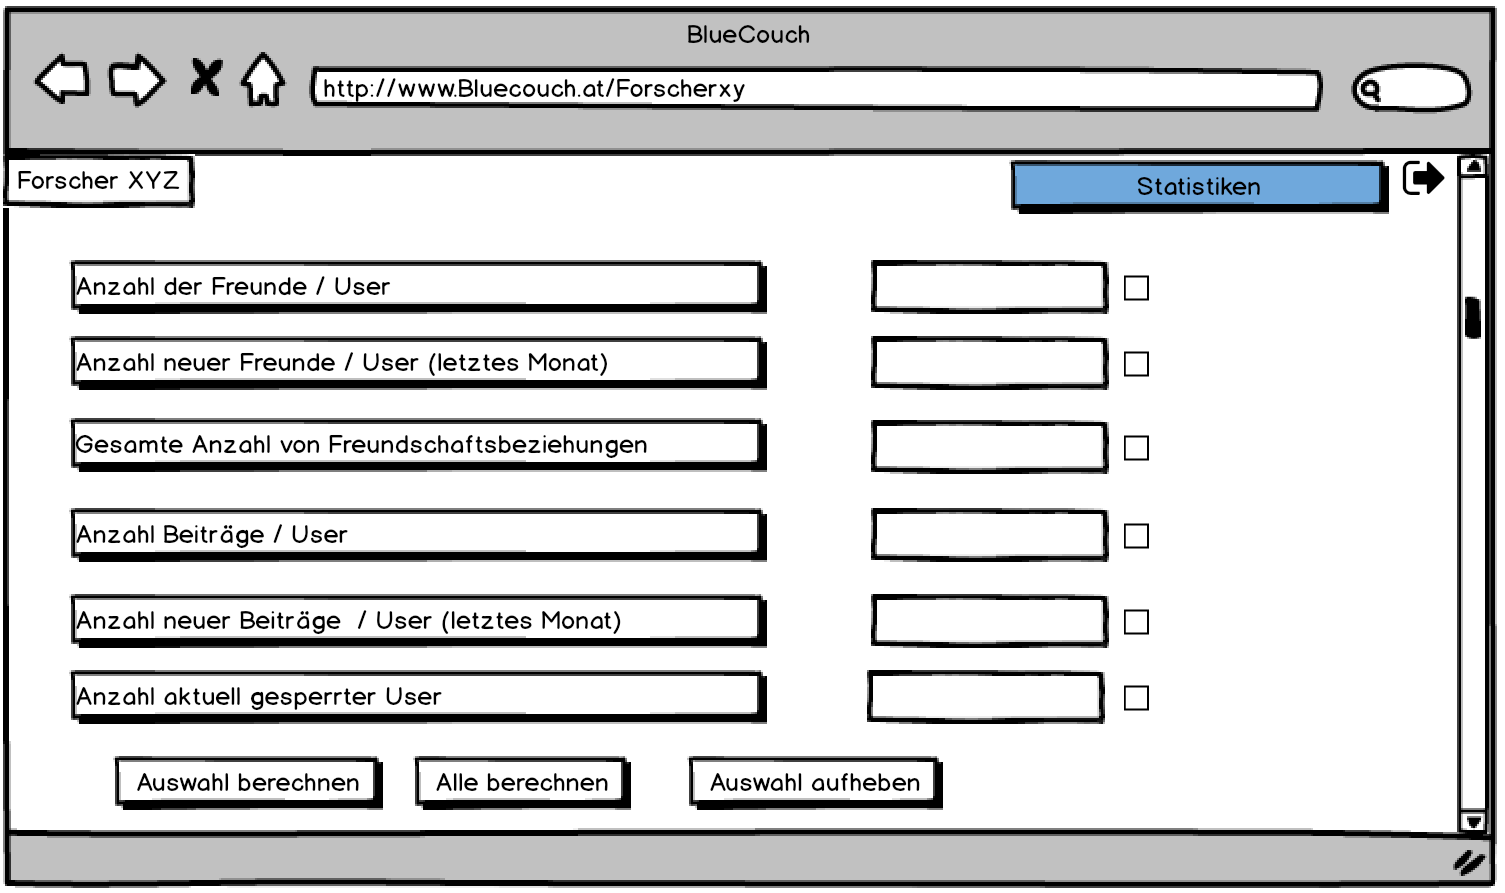 BlueCouch
http://www.Bluecouch.at/Forscherxy
Forscher XYZ
Statistiken
Anzahl der Freunde / User
Anzahl neuer Freunde / User (letztes Monat)
Gesamte Anzahl von Freundschaftsbeziehungen
Anzahl Beiträge / User
Anzahl neuer Beiträge  / User (letztes Monat)
Anzahl aktuell gesperrter User
Auswahl berechnen
Alle berechnen
Auswahl aufheben